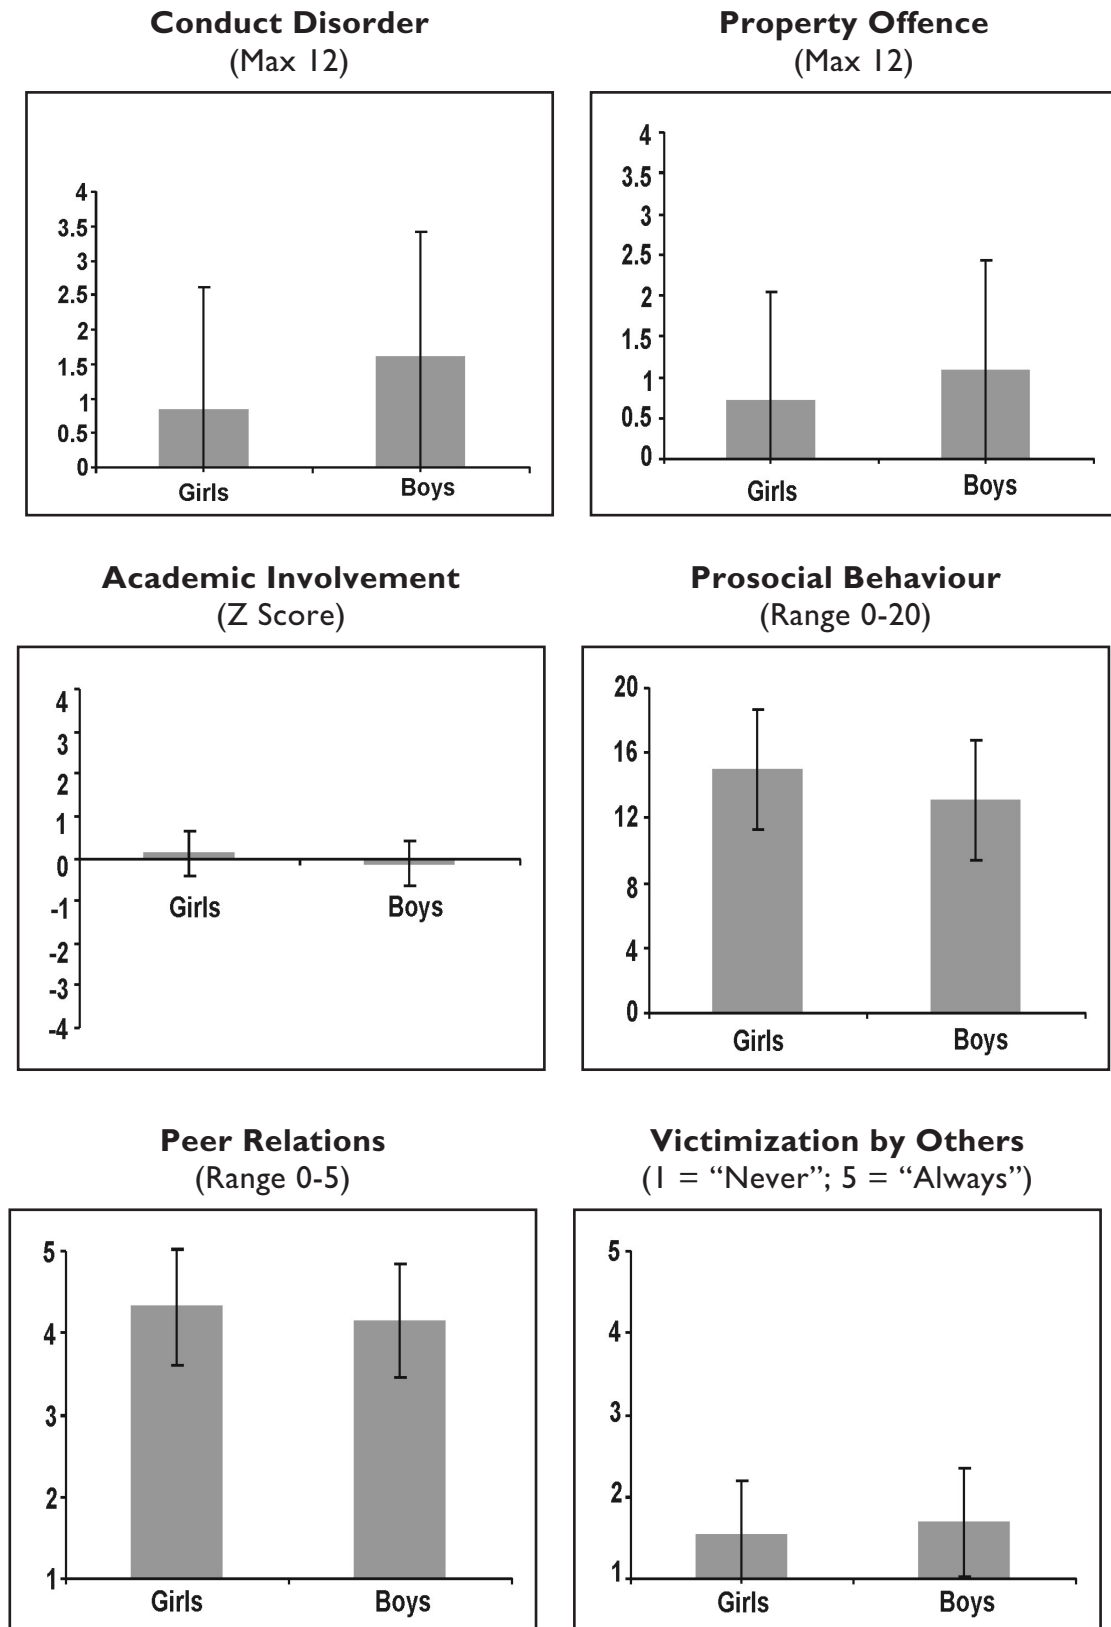 Conduct Disorder
(Max 12)
4
3.5
3
2.5
2
1.5
1
0.5
0
Girls
Boys
Property Offence
(Max 12)
4
3.5
3
2.5
2
1.5
1
0.5
0
Girls
Boys
Academic Involvement
(Z Score)
4
3
2
1
0
-1
-2
-3
-4
Girls
Boys
Prosocial Behaviour
(Range 0-20)
20
16
12
8
4
0
Girls
Boys
Peer Relations
(Range 0-5)
5
4
3
2
1
Girls
Boys
Victimization by Others
(1 = “Never”; 5 = “Always”)
5
4
3
2
1
Girls
Boys